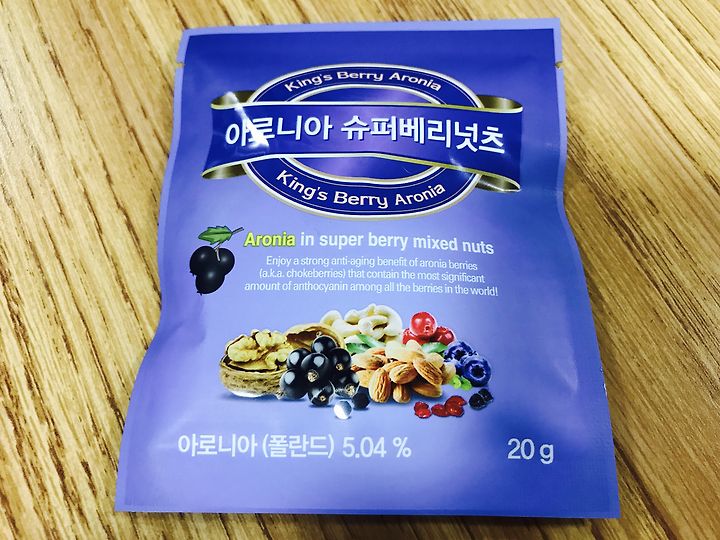 King's Berry Aronia
아로니아 슈퍼베리넛츠
King's Berry Aronia
Aronia in super berry mixed nuts
Enjoy a strong anti-aging benefit of aronia berries
(a.k.a. chokeberries) that contain the most significant
amount of anthocyanin among all the berries in the world!
아로니아 (폴란드) 5.04 %
20 g